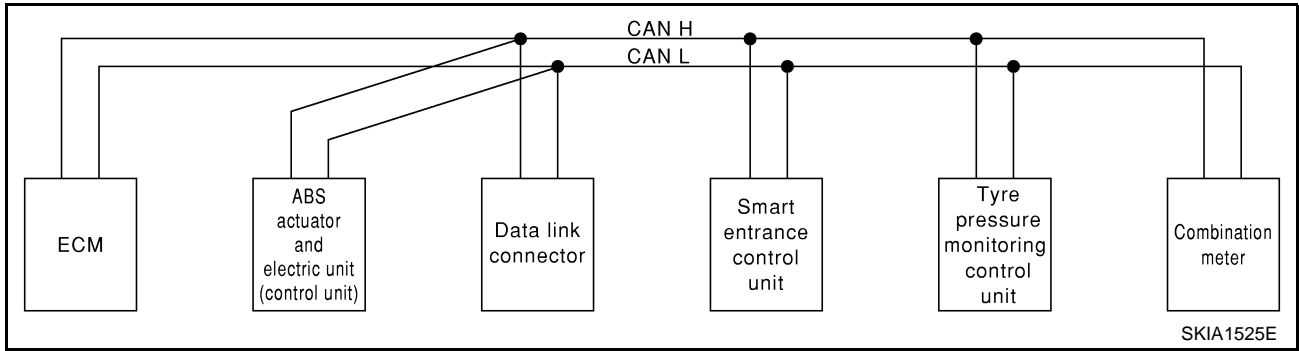 CAN H
CAN L
ECM
ABS
actuator
and
electric unit
(control unit)
Data link
connector
Smart
entrance
control
unit
Tyre
pressure
monitoring
control
unit
Combination
meter
SKIA1525E